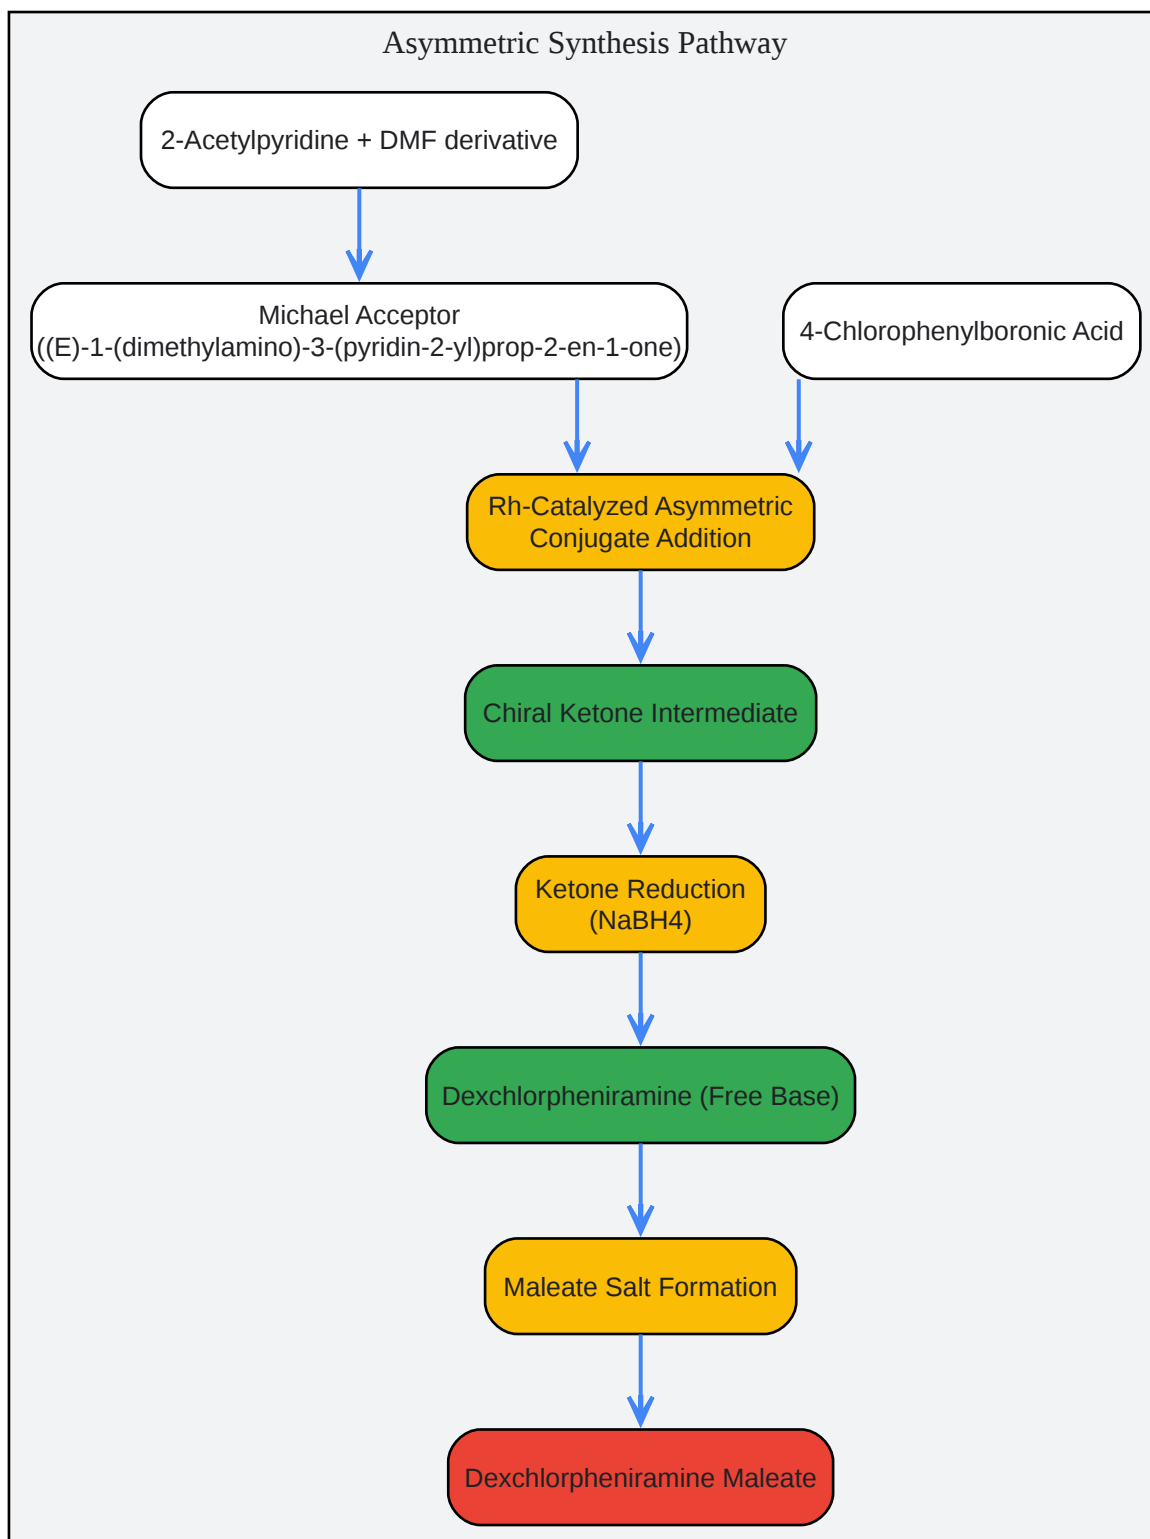 Asymmetric Synthesis Pathway
2-Acetylpyridine + DMF derivative
Michael Acceptor
((E)-1-(dimethylamino)-3-(pyridin-2-yl)prop-2-en-1-one)
4-Chlorophenylboronic Acid
Rh-Catalyzed Asymmetric
Conjugate Addition
Chiral Ketone Intermediate
Ketone Reduction
(NaBH4)
Dexchlorpheniramine (Free Base)
Maleate Salt Formation
Dexchlorpheniramine Maleate